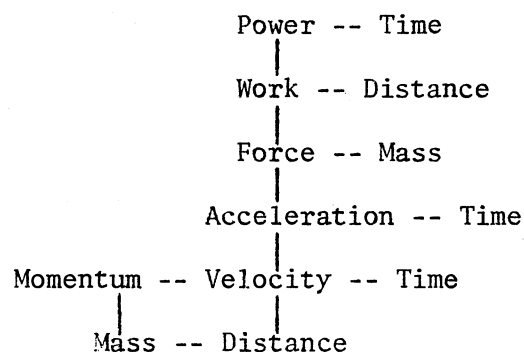 Power -- Time
Work -- Distance
Force -- Mass
Acceleration -- Time
Momentum -- Velocity -- Time
Mass -- Distance